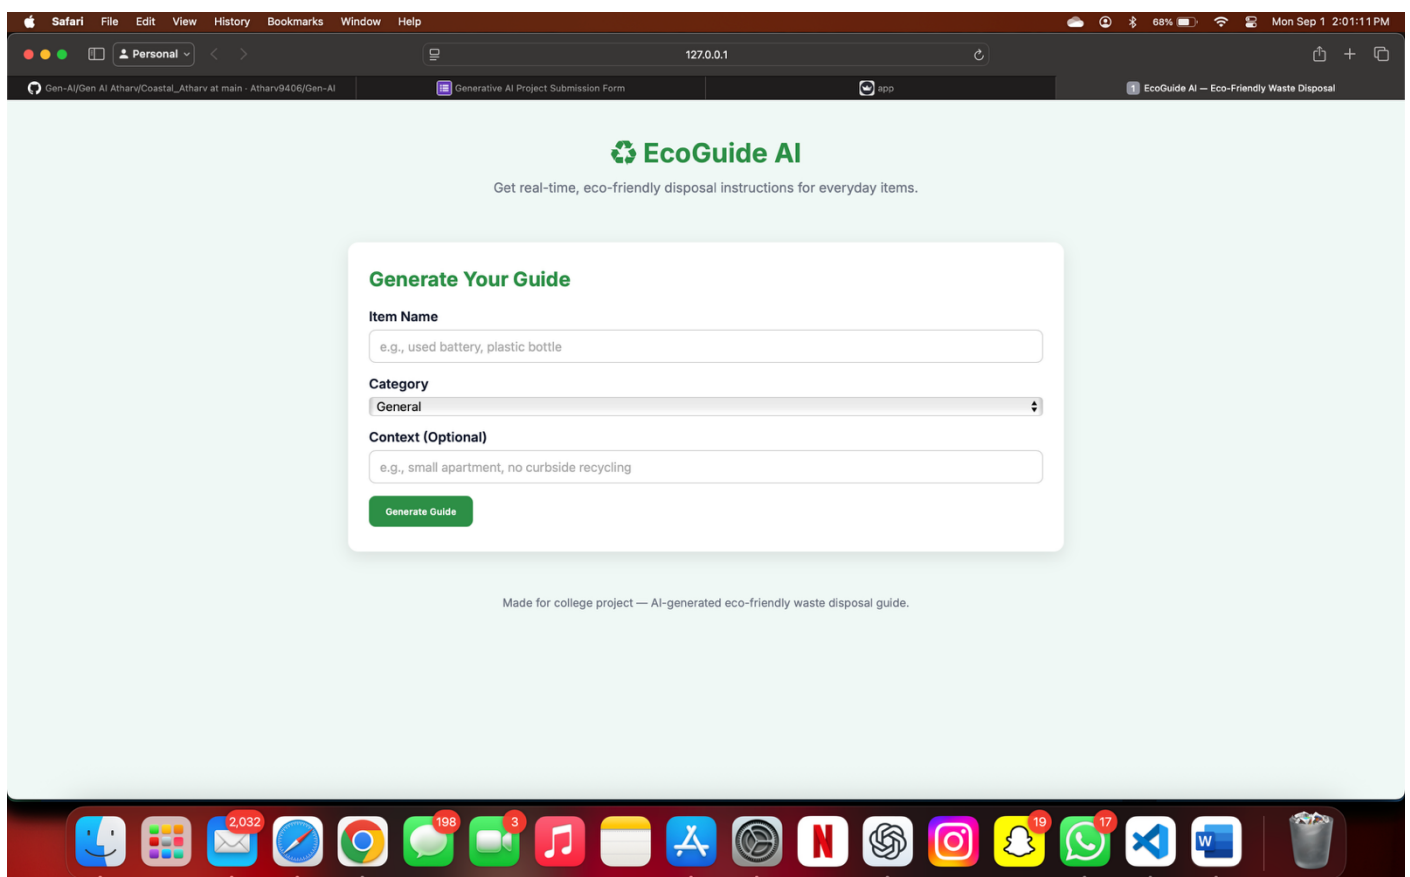 Safari File Edit View History Bookmarks Window Help 68% Mon Sep 1 2:01:11 PM
Personal 127.0.0.1
Gen-AI/Gen AI Atharv/Coastal_Atharv at main · Atharv9406/Gen-AI Generative AI Project Submission Form app 1 EcoGuide AI — Eco-Friendly Waste Disposal
EcoGuide AI
Get real-time, eco-friendly disposal instructions for everyday items.
Generate Your Guide
Item Name
e.g., used battery, plastic bottle
Category
General
Context (Optional)
e.g., small apartment, no curbside recycling
Generate Guide
Made for college project — AI-generated eco-friendly waste disposal guide.
2,032 198 3 19 17
N W